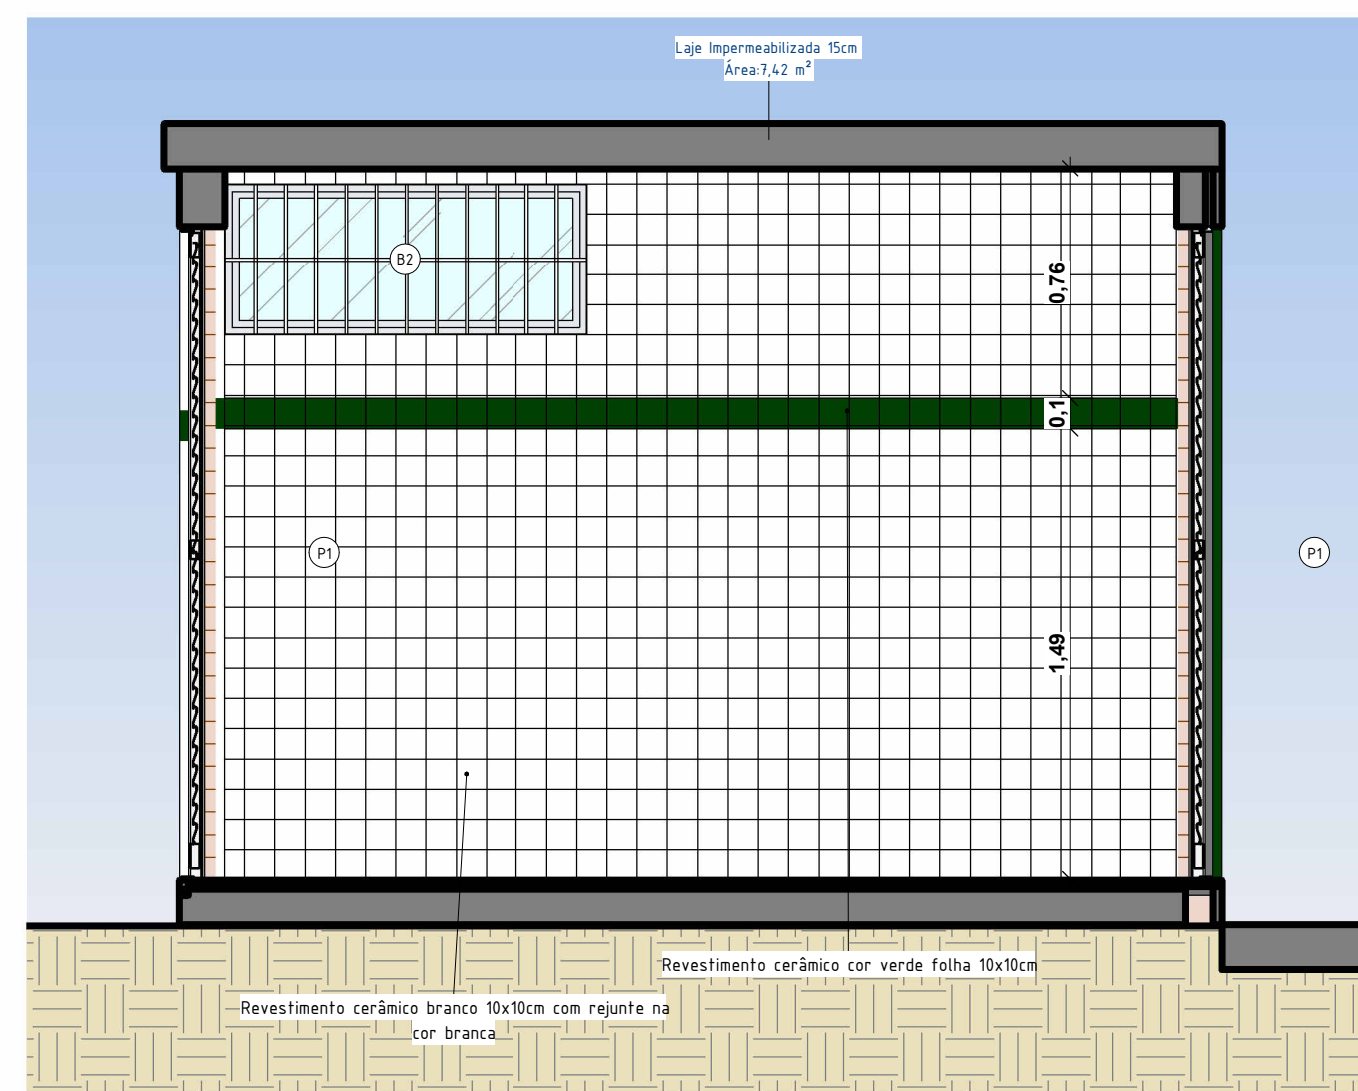 Laje Impermeabilizada 15cm
Área:7,42 m²
B2
0,76
0,1
P1
P1
1,49
Revestimento cerâmico cor verde folha 10x10cm
Revestimento cerâmico branco 10x10cm com rejunte na
cor branca